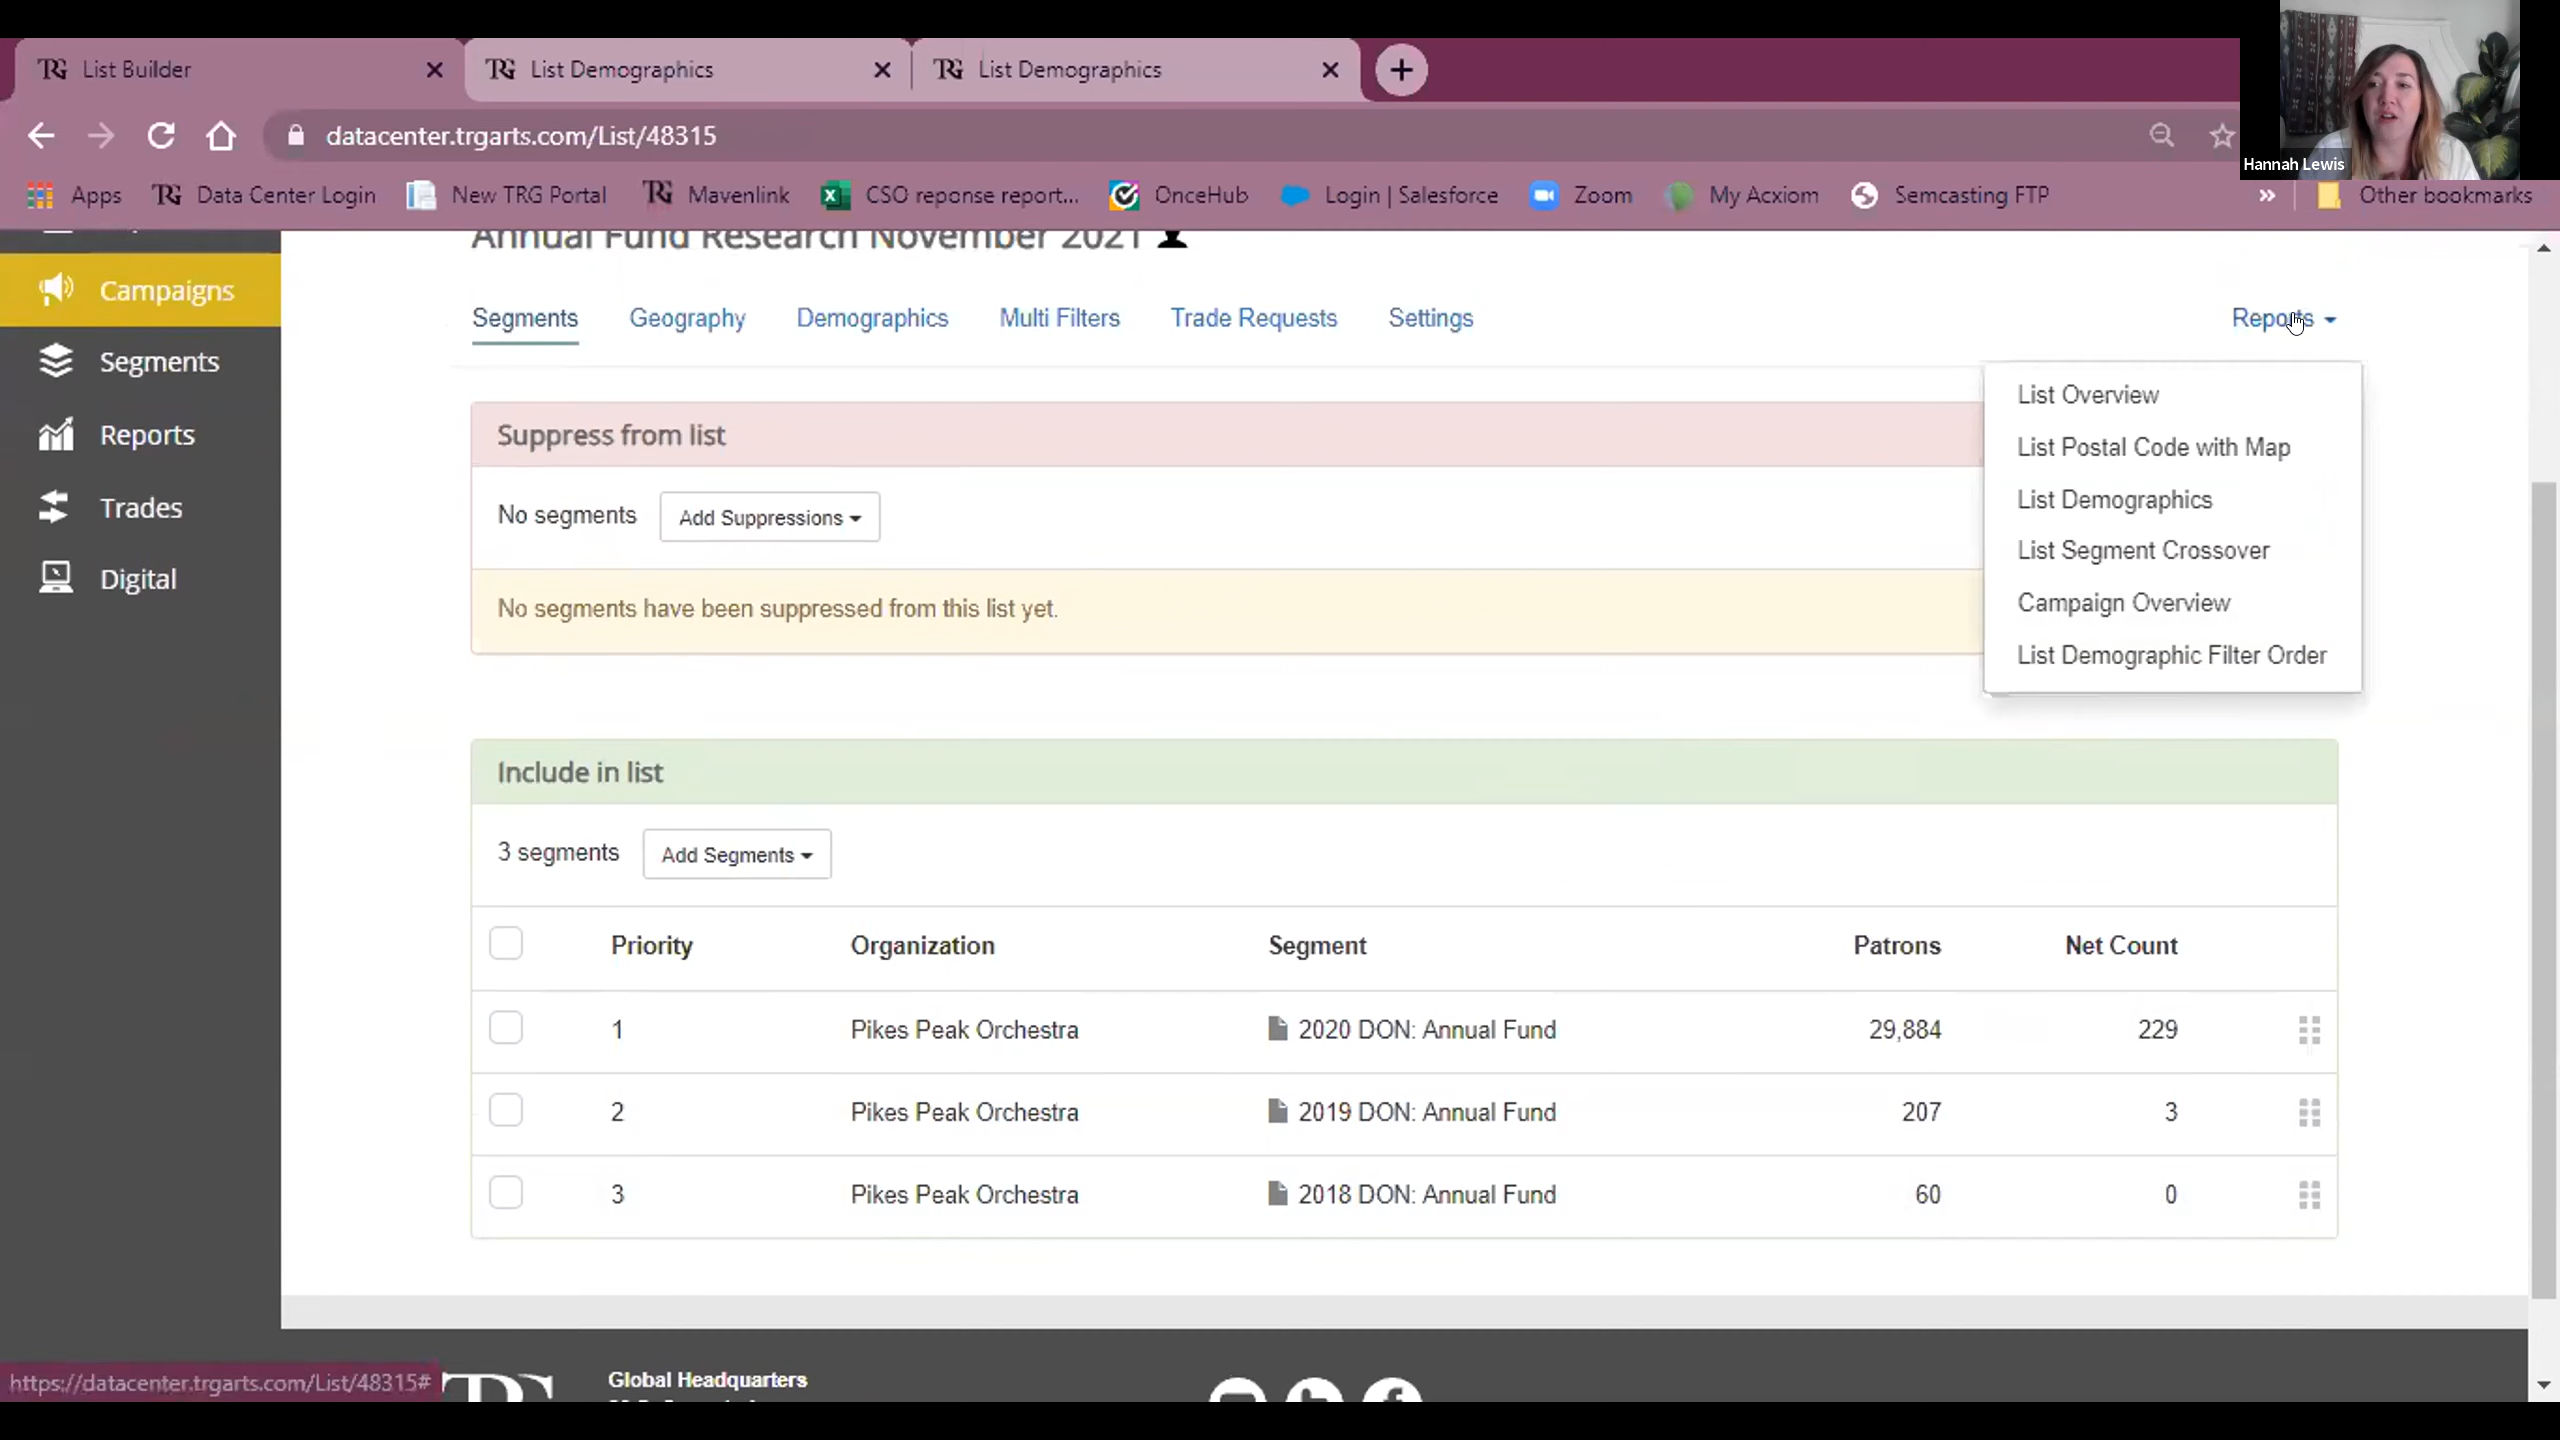 TRG List Builder
TRG List Demographics
TRG List Demographics
datacenter.trgarts.com/List/48315
Hannah Lewis
Apps
TRG Data Center Login
New TRG Portal
TRG Mavenlink
CSO reponse report...
OnceHub
Login | Salesforce
Zoom
My Acxiom
Semcasting FTP
»
Other bookmarks
Annual Fund Research November 2021
Campaigns
Segments
Reports
Trades
Digital
Segments
Geography
Demographics
Multi Filters
Trade Requests
Settings
Reports
List Overview
List Postal Code with Map
List Demographics
List Segment Crossover
Campaign Overview
List Demographic Filter Order
Suppress from list
No segments
Add Suppressions
No segments have been suppressed from this list yet.
Include in list
3 segments
Add Segments
Priority Organization Segment Patrons Net Count
1 Pikes Peak Orchestra 2020 DON: Annual Fund 29,884 229
2 Pikes Peak Orchestra 2019 DON: Annual Fund 207 3
3 Pikes Peak Orchestra 2018 DON: Annual Fund 60 0
https://datacenter.trgarts.com/List/48315#
Global Headquarters